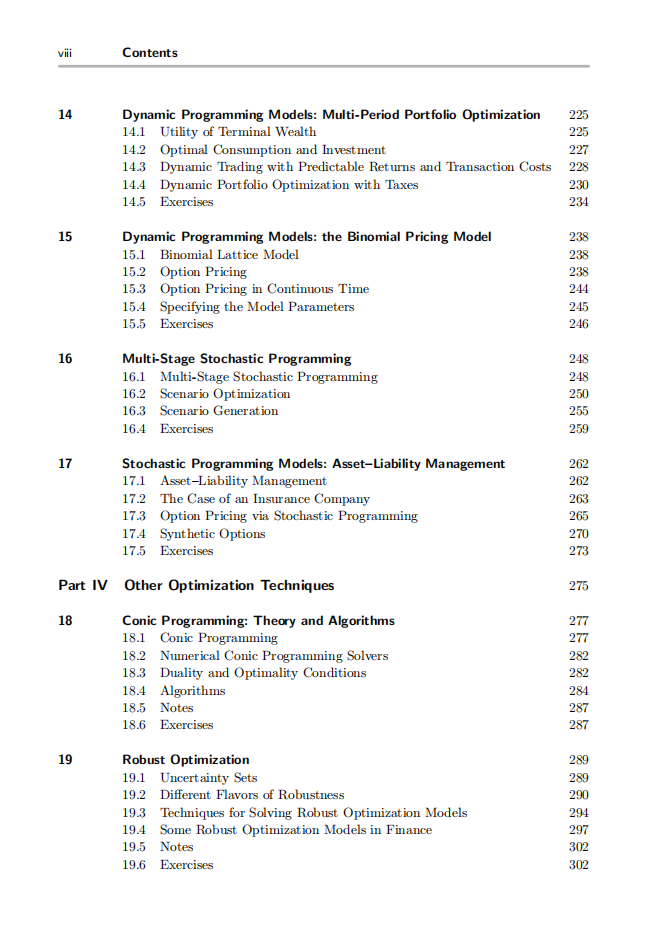 viii Contents
14 Dynamic Programming Models: Multi-Period Portfolio Optimization 225
14.1 Utility of Terminal Wealth 225
14.2 Optimal Consumption and Investment 227
14.3 Dynamic Trading with Predictable Returns and Transaction Costs 228
14.4 Dynamic Portfolio Optimization with Taxes 230
14.5 Exercises 234
15 Dynamic Programming Models: the Binomial Pricing Model 238
15.1 Binomial Lattice Model 238
15.2 Option Pricing 238
15.3 Option Pricing in Continuous Time 244
15.4 Specifying the Model Parameters 245
15.5 Exercises 246
16 Multi-Stage Stochastic Programming 248
16.1 Multi-Stage Stochastic Programming 248
16.2 Scenario Optimization 250
16.3 Scenario Generation 255
16.4 Exercises 259
17 Stochastic Programming Models: Asset–Liability Management 262
17.1 Asset–Liability Management 262
17.2 The Case of an Insurance Company 263
17.3 Option Pricing via Stochastic Programming 265
17.4 Synthetic Options 270
17.5 Exercises 273
Part IV Other Optimization Techniques 275
18 Conic Programming: Theory and Algorithms 277
18.1 Conic Programming 277
18.2 Numerical Conic Programming Solvers 282
18.3 Duality and Optimality Conditions 282
18.4 Algorithms 284
18.5 Notes 287
18.6 Exercises 287
19 Robust Optimization 289
19.1 Uncertainty Sets 289
19.2 Different Flavors of Robustness 290
19.3 Techniques for Solving Robust Optimization Models 294
19.4 Some Robust Optimization Models in Finance 297
19.5 Notes 302
19.6 Exercises 302